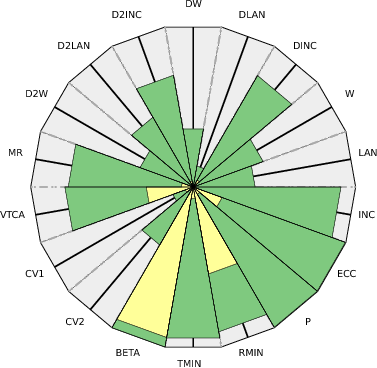 DW
D2INC
DLAN
D2LAN
DINC
D2W
W
MR
LAN
VTCA
INC
CV1
ECC
CV2
P
BETA
RMIN
TMIN